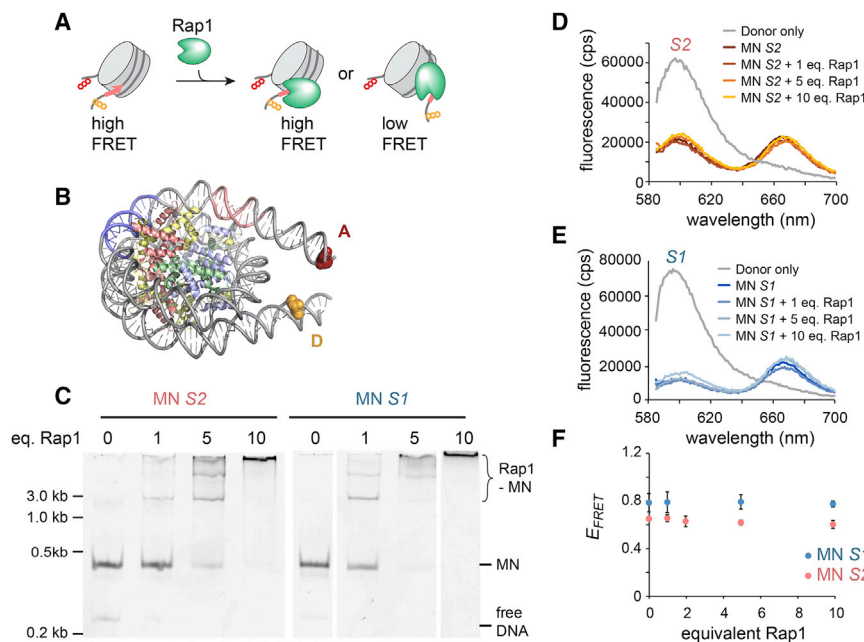 A
Rap1
or
high
FRET
high
FRET
low
FRET
B
A
D
C
MN S2
MN S1
eq. Rap1 0 1 5 10 0 1 5 10
3.0 kb
1.0 kb
0.5kb
0.2 kb
Rap1
- MN
MN
free
DNA
D
S2
Donor only
MN S2
MN S2 + 1 eq. Rap1
MN S2 + 5 eq. Rap1
MN S2 + 10 eq. Rap1
fluorescence (cps)
80000
60000
40000
20000
0
580 620 660 700
wavelength (nm)
E
S1
Donor only
MN S1
MN S1 + 1 eq. Rap1
MN S1 + 5 eq. Rap1
MN S1 + 10 eq. Rap1
fluorescence (cps)
80000
60000
40000
20000
0
580 620 660 700
wavelength (nm)
F
EFRET
1.2
0.8
0.4
0
0 2 4 6 8 10
equivalent Rap1
MN S1
MN S2